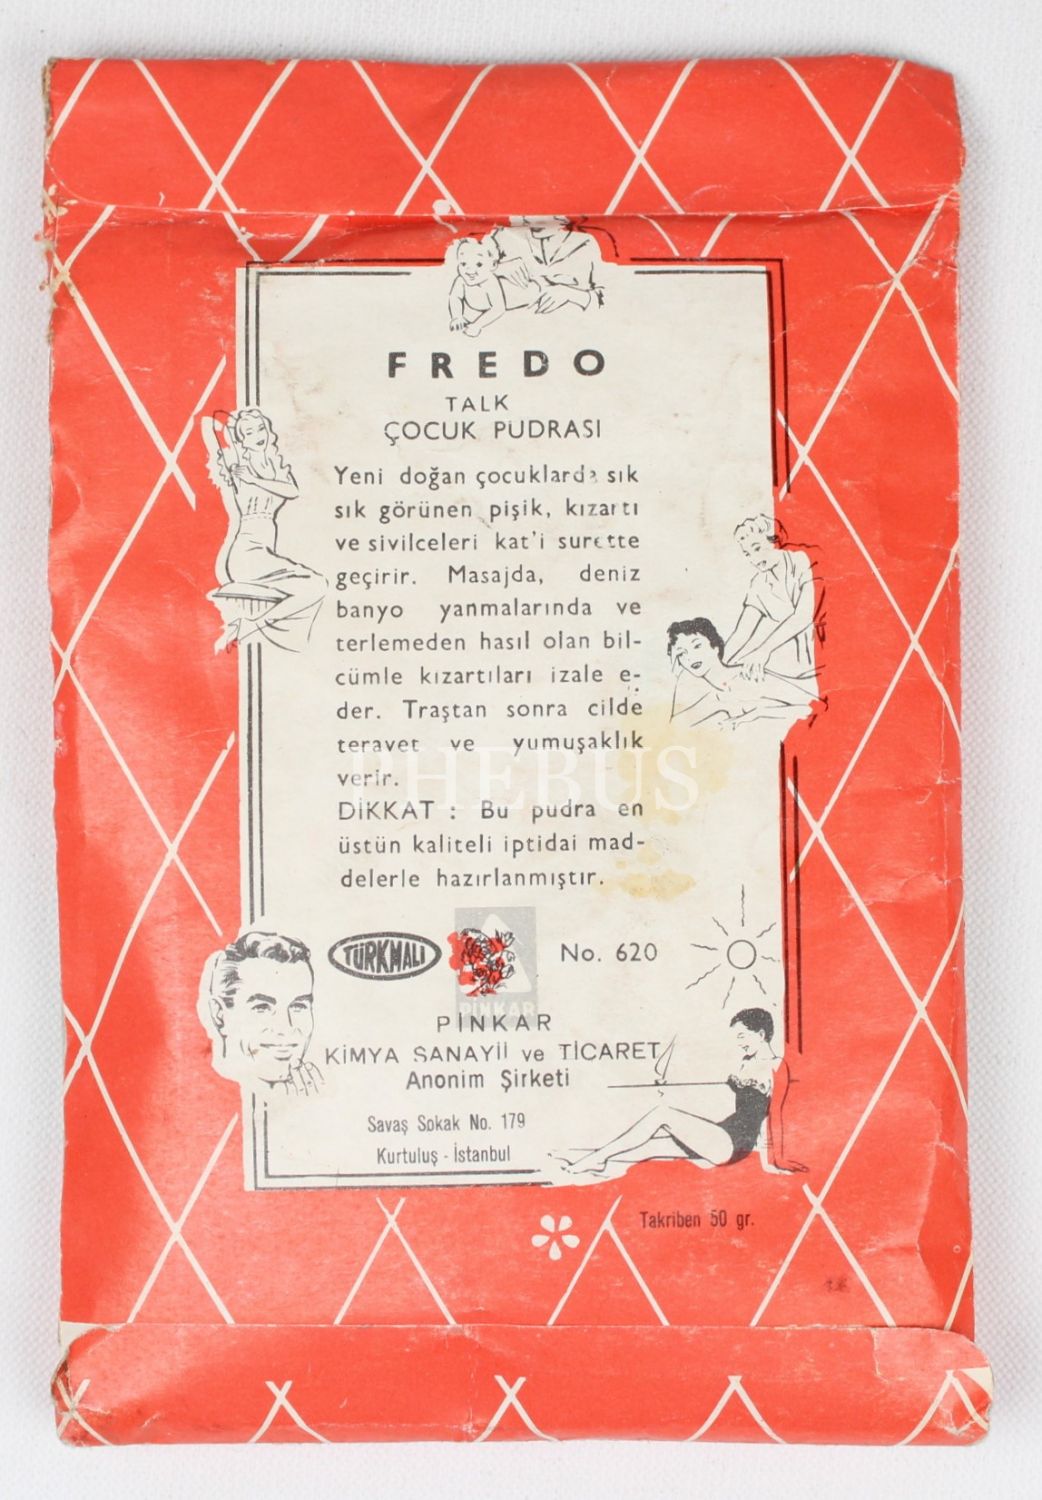 FREDO
TALK
ÇOCUK PUDRASI
Yeni doğan çocuklarda sık
sık görünen pişik, kızartı
ve sivilceleri kat'i surette
geçirir. Masajda, deniz
banyo yanmalarında ve
terlemeden hasıl olan bil-
cümle kızartıları izale e-
der. Traştan sonra cilde
teravet ve yumuşaklık
verir.
PHEBUS
DİKKAT : Bu pudra en
üstün kaliteli iptidai mad-
delerle hazırlanmıştır.
TÜRKMALI
No. 620
PİNKAR
PİNKAR
KİMYA SANAYİİ ve TİCARET
Anonim Şirketi
Savaş Sokak No. 179
Kurtuluş - İstanbul
Takriben 50 gr.